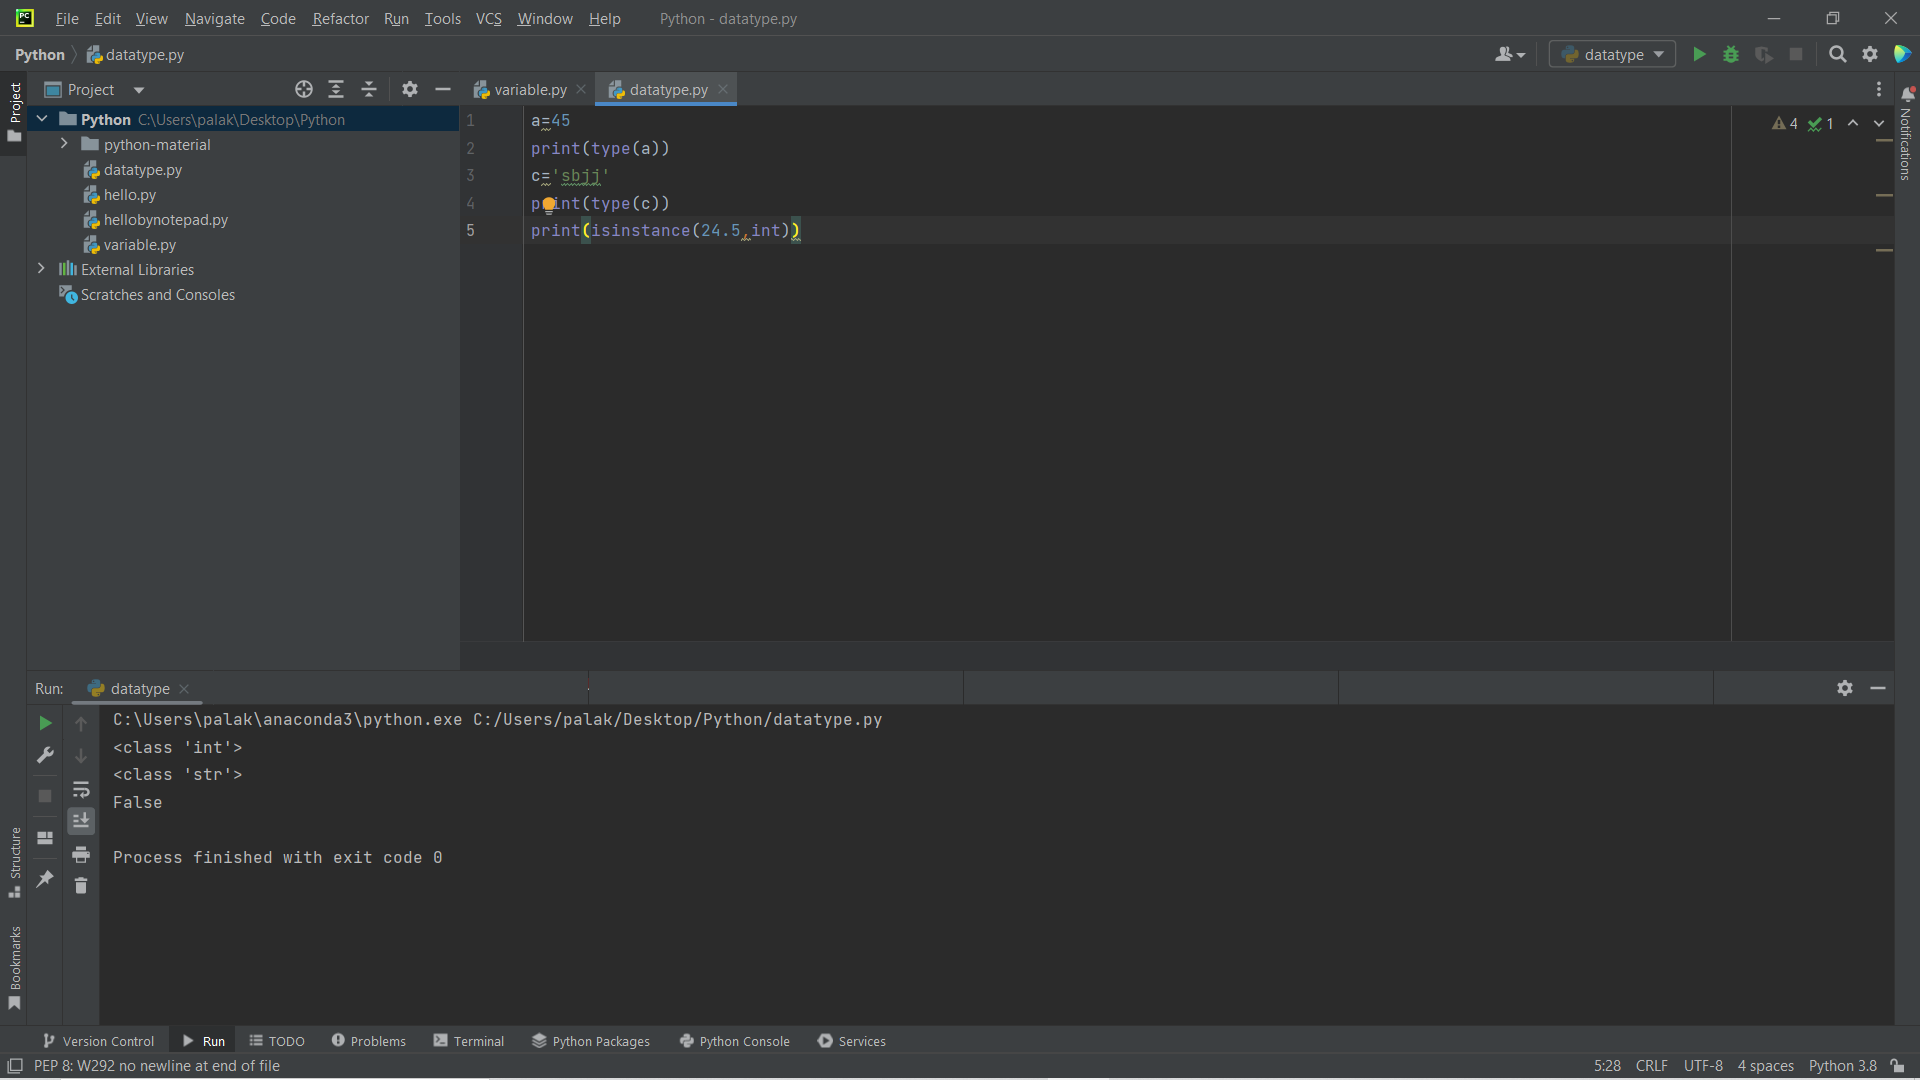 PC
File Edit View Navigate Code Refactor Run Tools VCS Window Help Python - datatype.py
Python datatype.py datatype
Project
Project
variable.py datatype.py
Python C:\Users\palak\Desktop\Python
python-material
datatype.py
hello.py
hellobynotepad.py
variable.py
External Libraries
Scratches and Consoles
1 a=45
2 print(type(a))
3 c='sbjj'
4 print(type(c))
5 print(isinstance(24.5,int))
4 1
Notifications
Run: datatype
C:\Users\palak\anaconda3\python.exe C:/Users/palak/Desktop/Python/datatype.py
<class 'int'>
<class 'str'>
False
Process finished with exit code 0
Structure
Bookmarks
Version Control Run TODO Problems Terminal Python Packages Python Console Services
PEP 8: W292 no newline at end of file 5:28 CRLF UTF-8 4 spaces Python 3.8